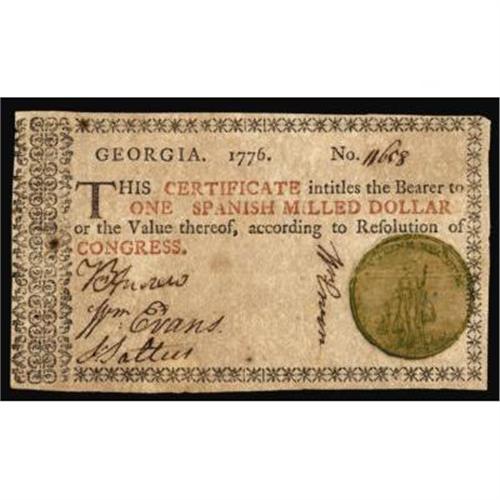 GEORGIA. 1776. No. 11608
THIS CERTIFICATE intitles the Bearer to
ONE SPANISH MILLED DOLLAR
or the Value thereof, according to Resolution of
CONGRESS.
Wm Evans.